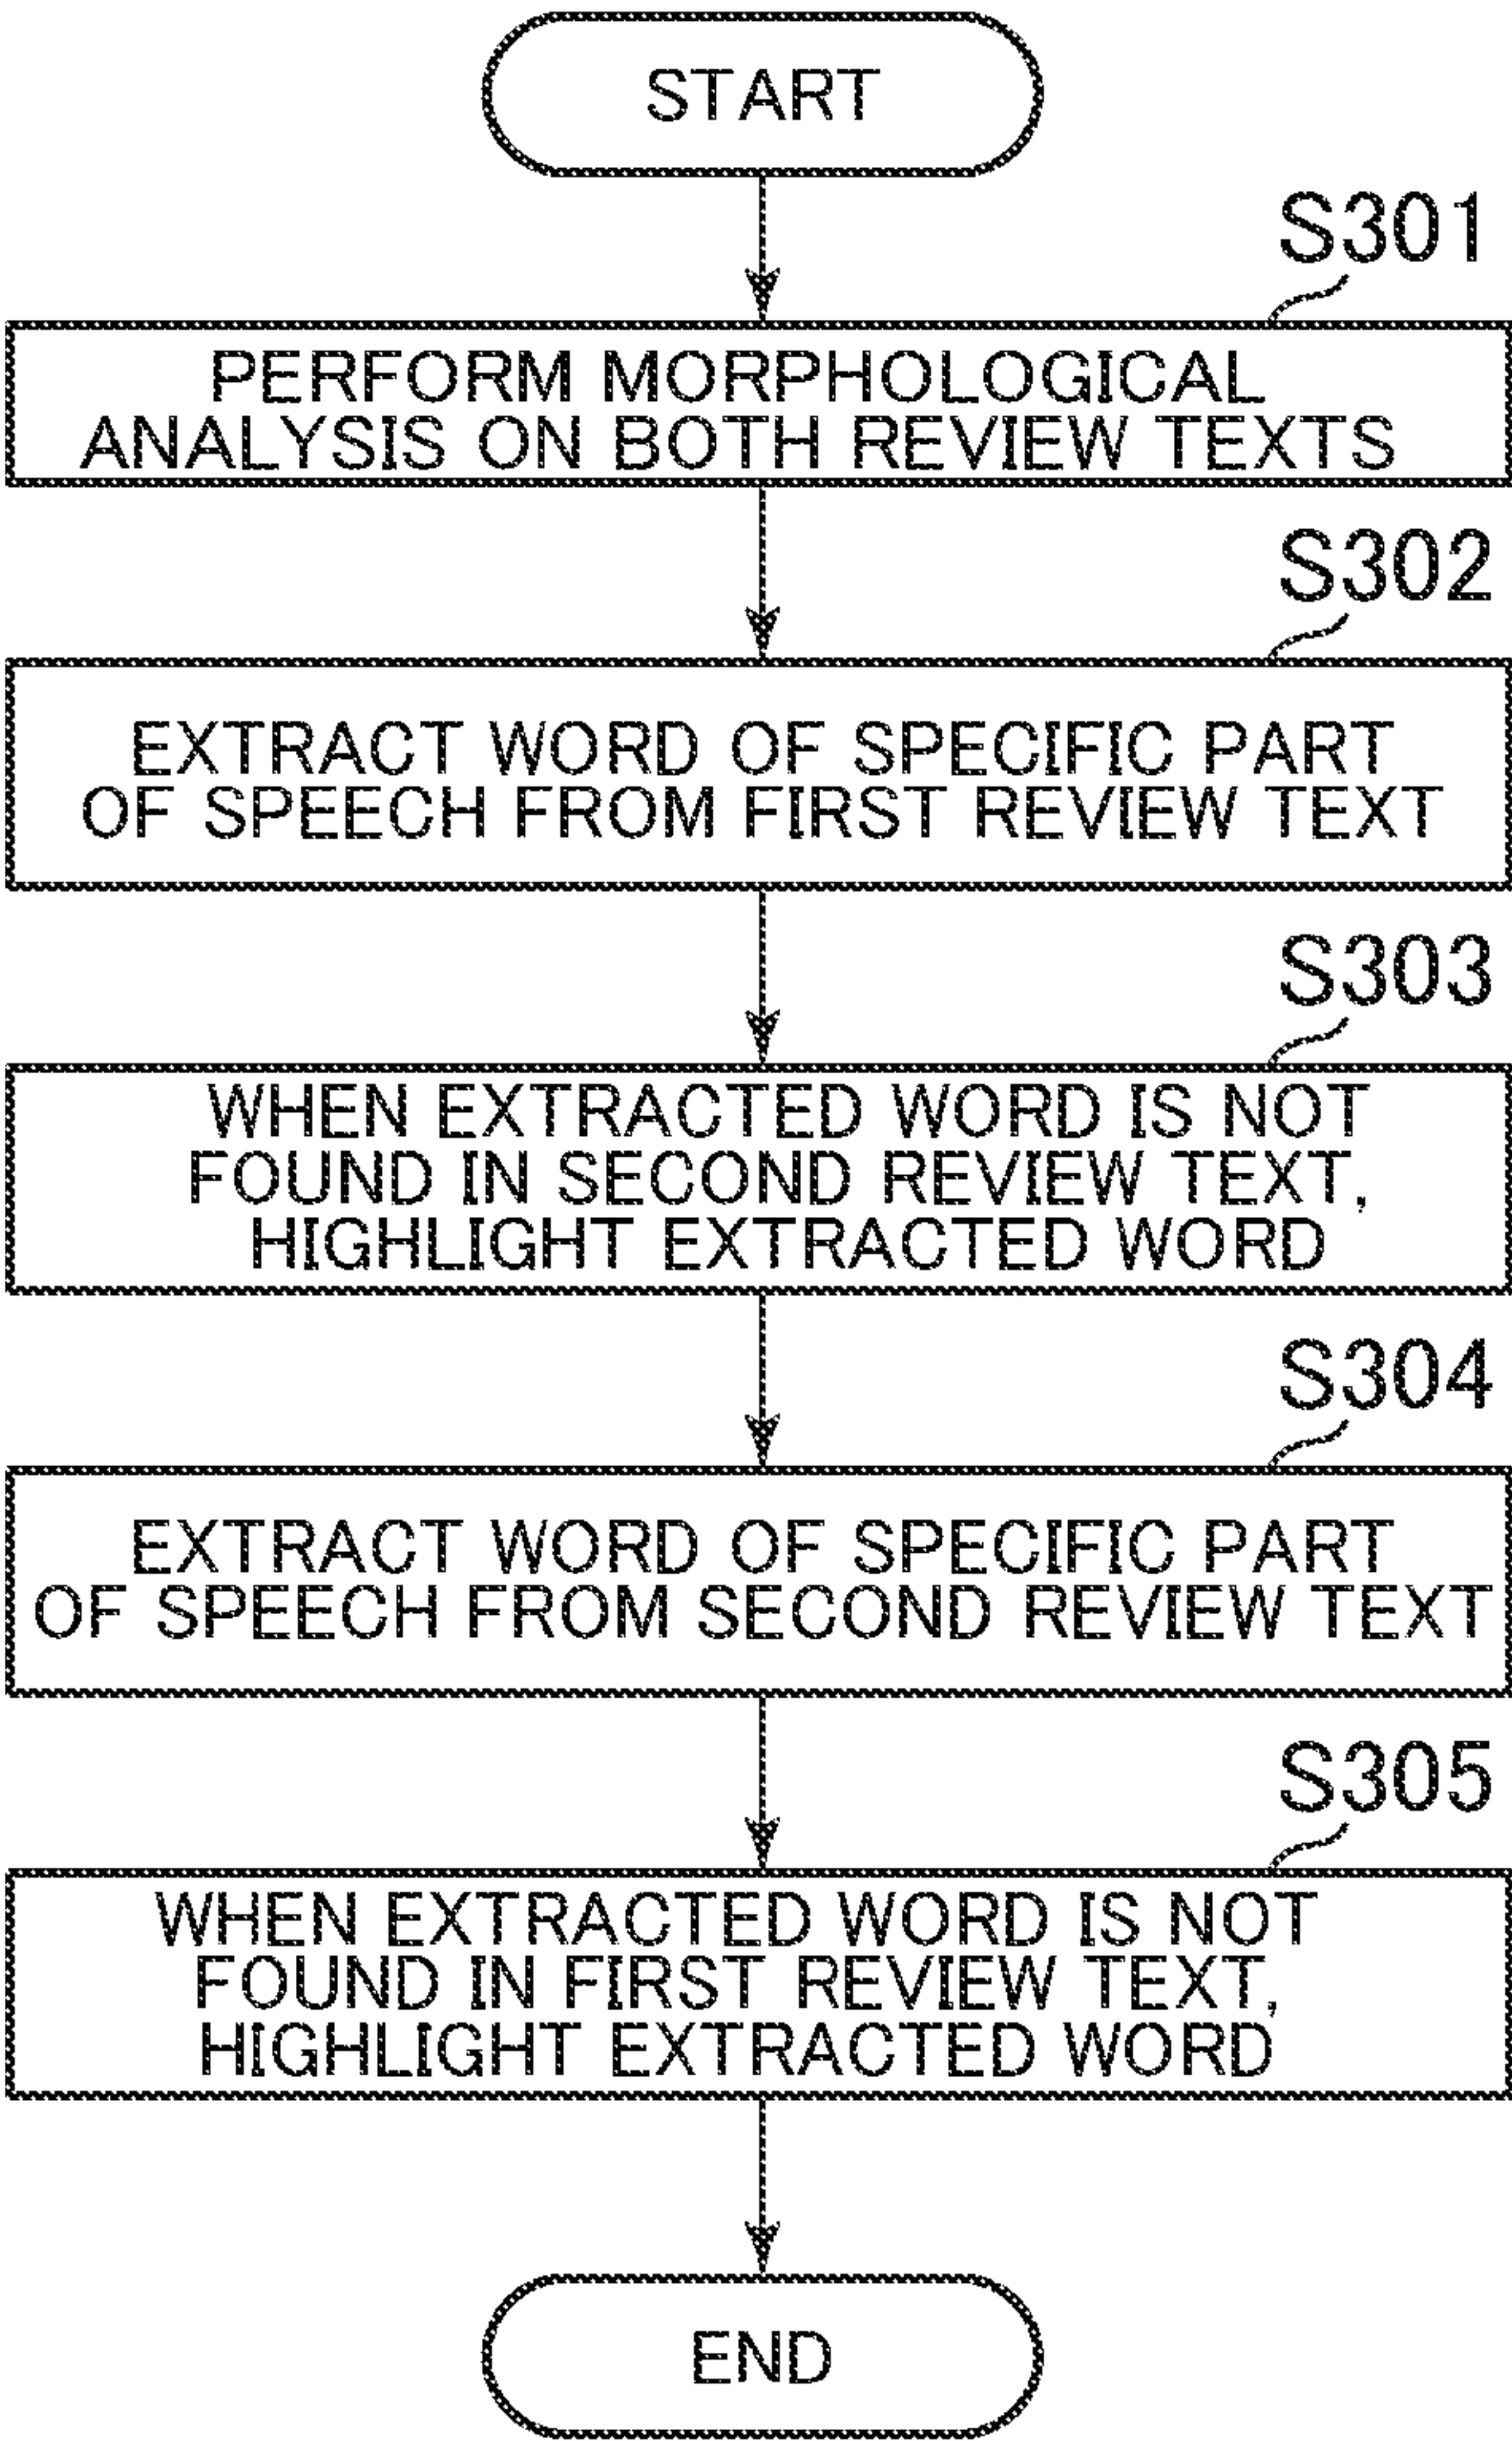 START
S301
PERFORM MORPHOLOGICAL
ANALYSIS ON BOTH REVIEW TEXTS
S302
EXTRACT WORD OF SPECIFIC PART
OF SPEECH FROM FIRST REVIEW TEXT
S303
WHEN EXTRACTED WORD IS NOT
FOUND IN SECOND REVIEW TEXT,
HIGHLIGHT EXTRACTED WORD
S304
EXTRACT WORD OF SPECIFIC PART
OF SPEECH FROM SECOND REVIEW TEXT
S305
WHEN EXTRACTED WORD IS NOT
FOUND IN FIRST REVIEW TEXT,
HIGHLIGHT EXTRACTED WORD
END